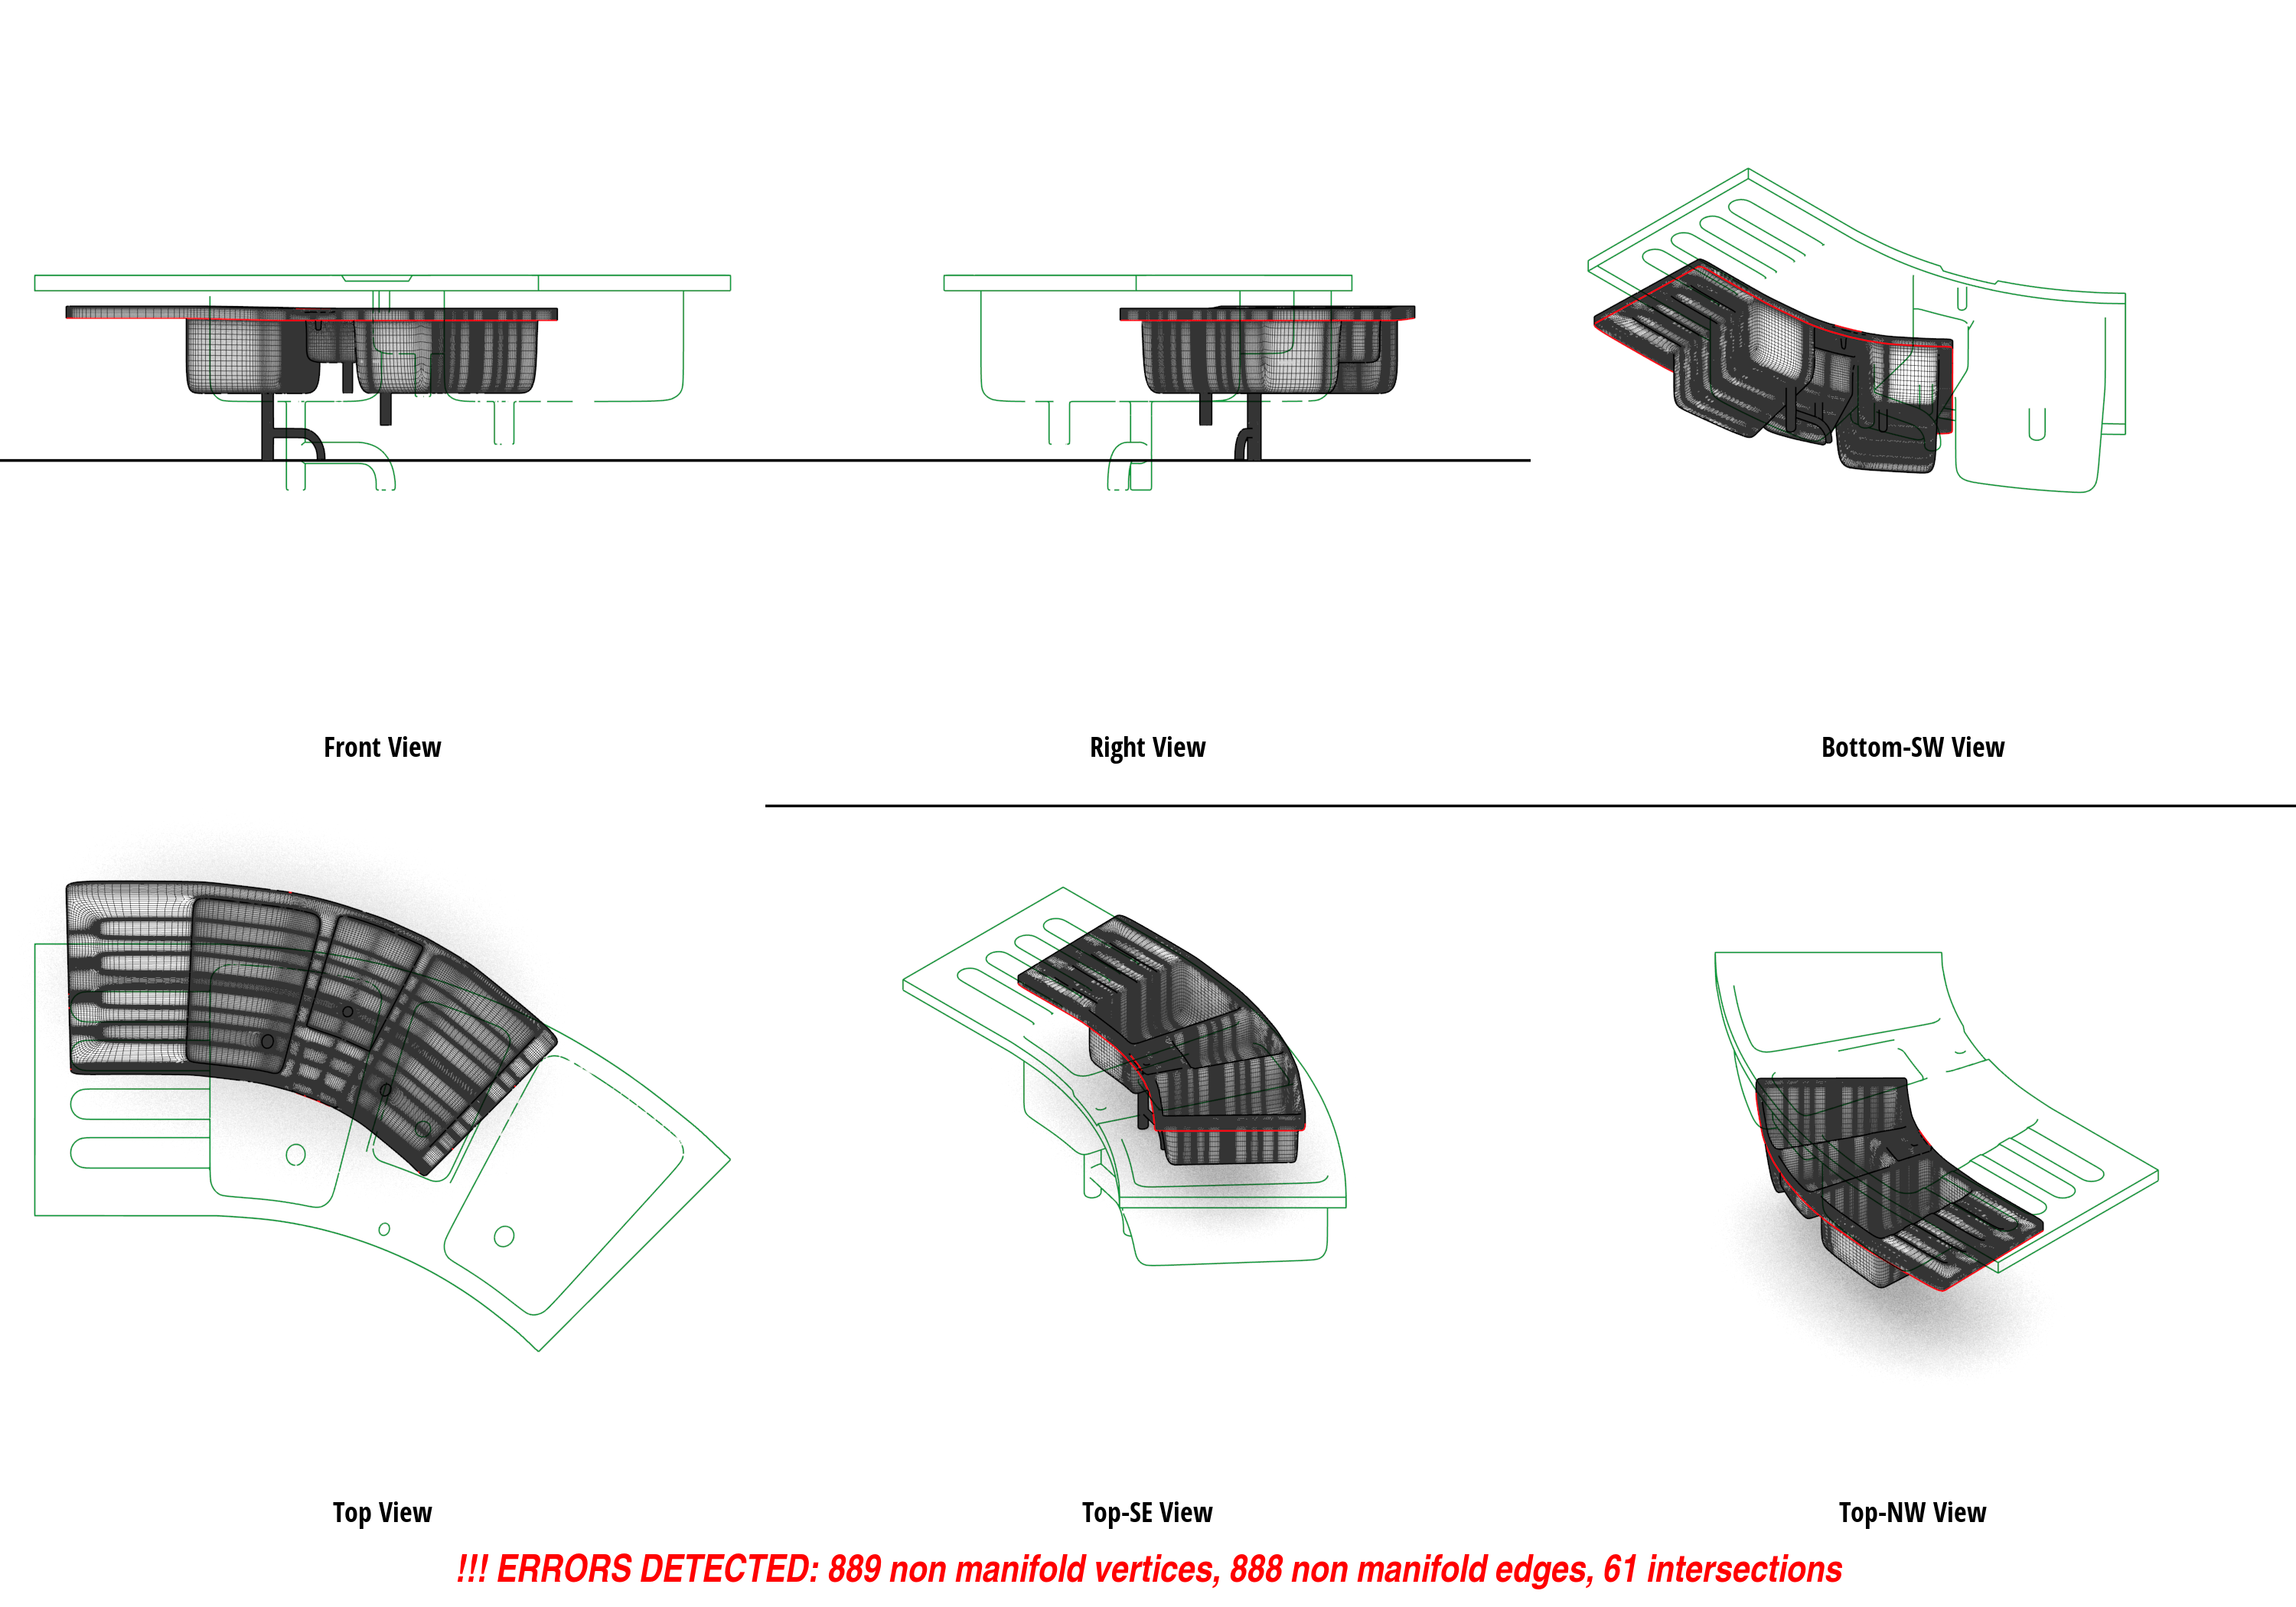 Front View
Right View
Bottom-SW View
Top View
Top-SE View
Top-NW View
!!! ERRORS DETECTED: 889 non manifold vertices, 888 non manifold edges, 61 intersections